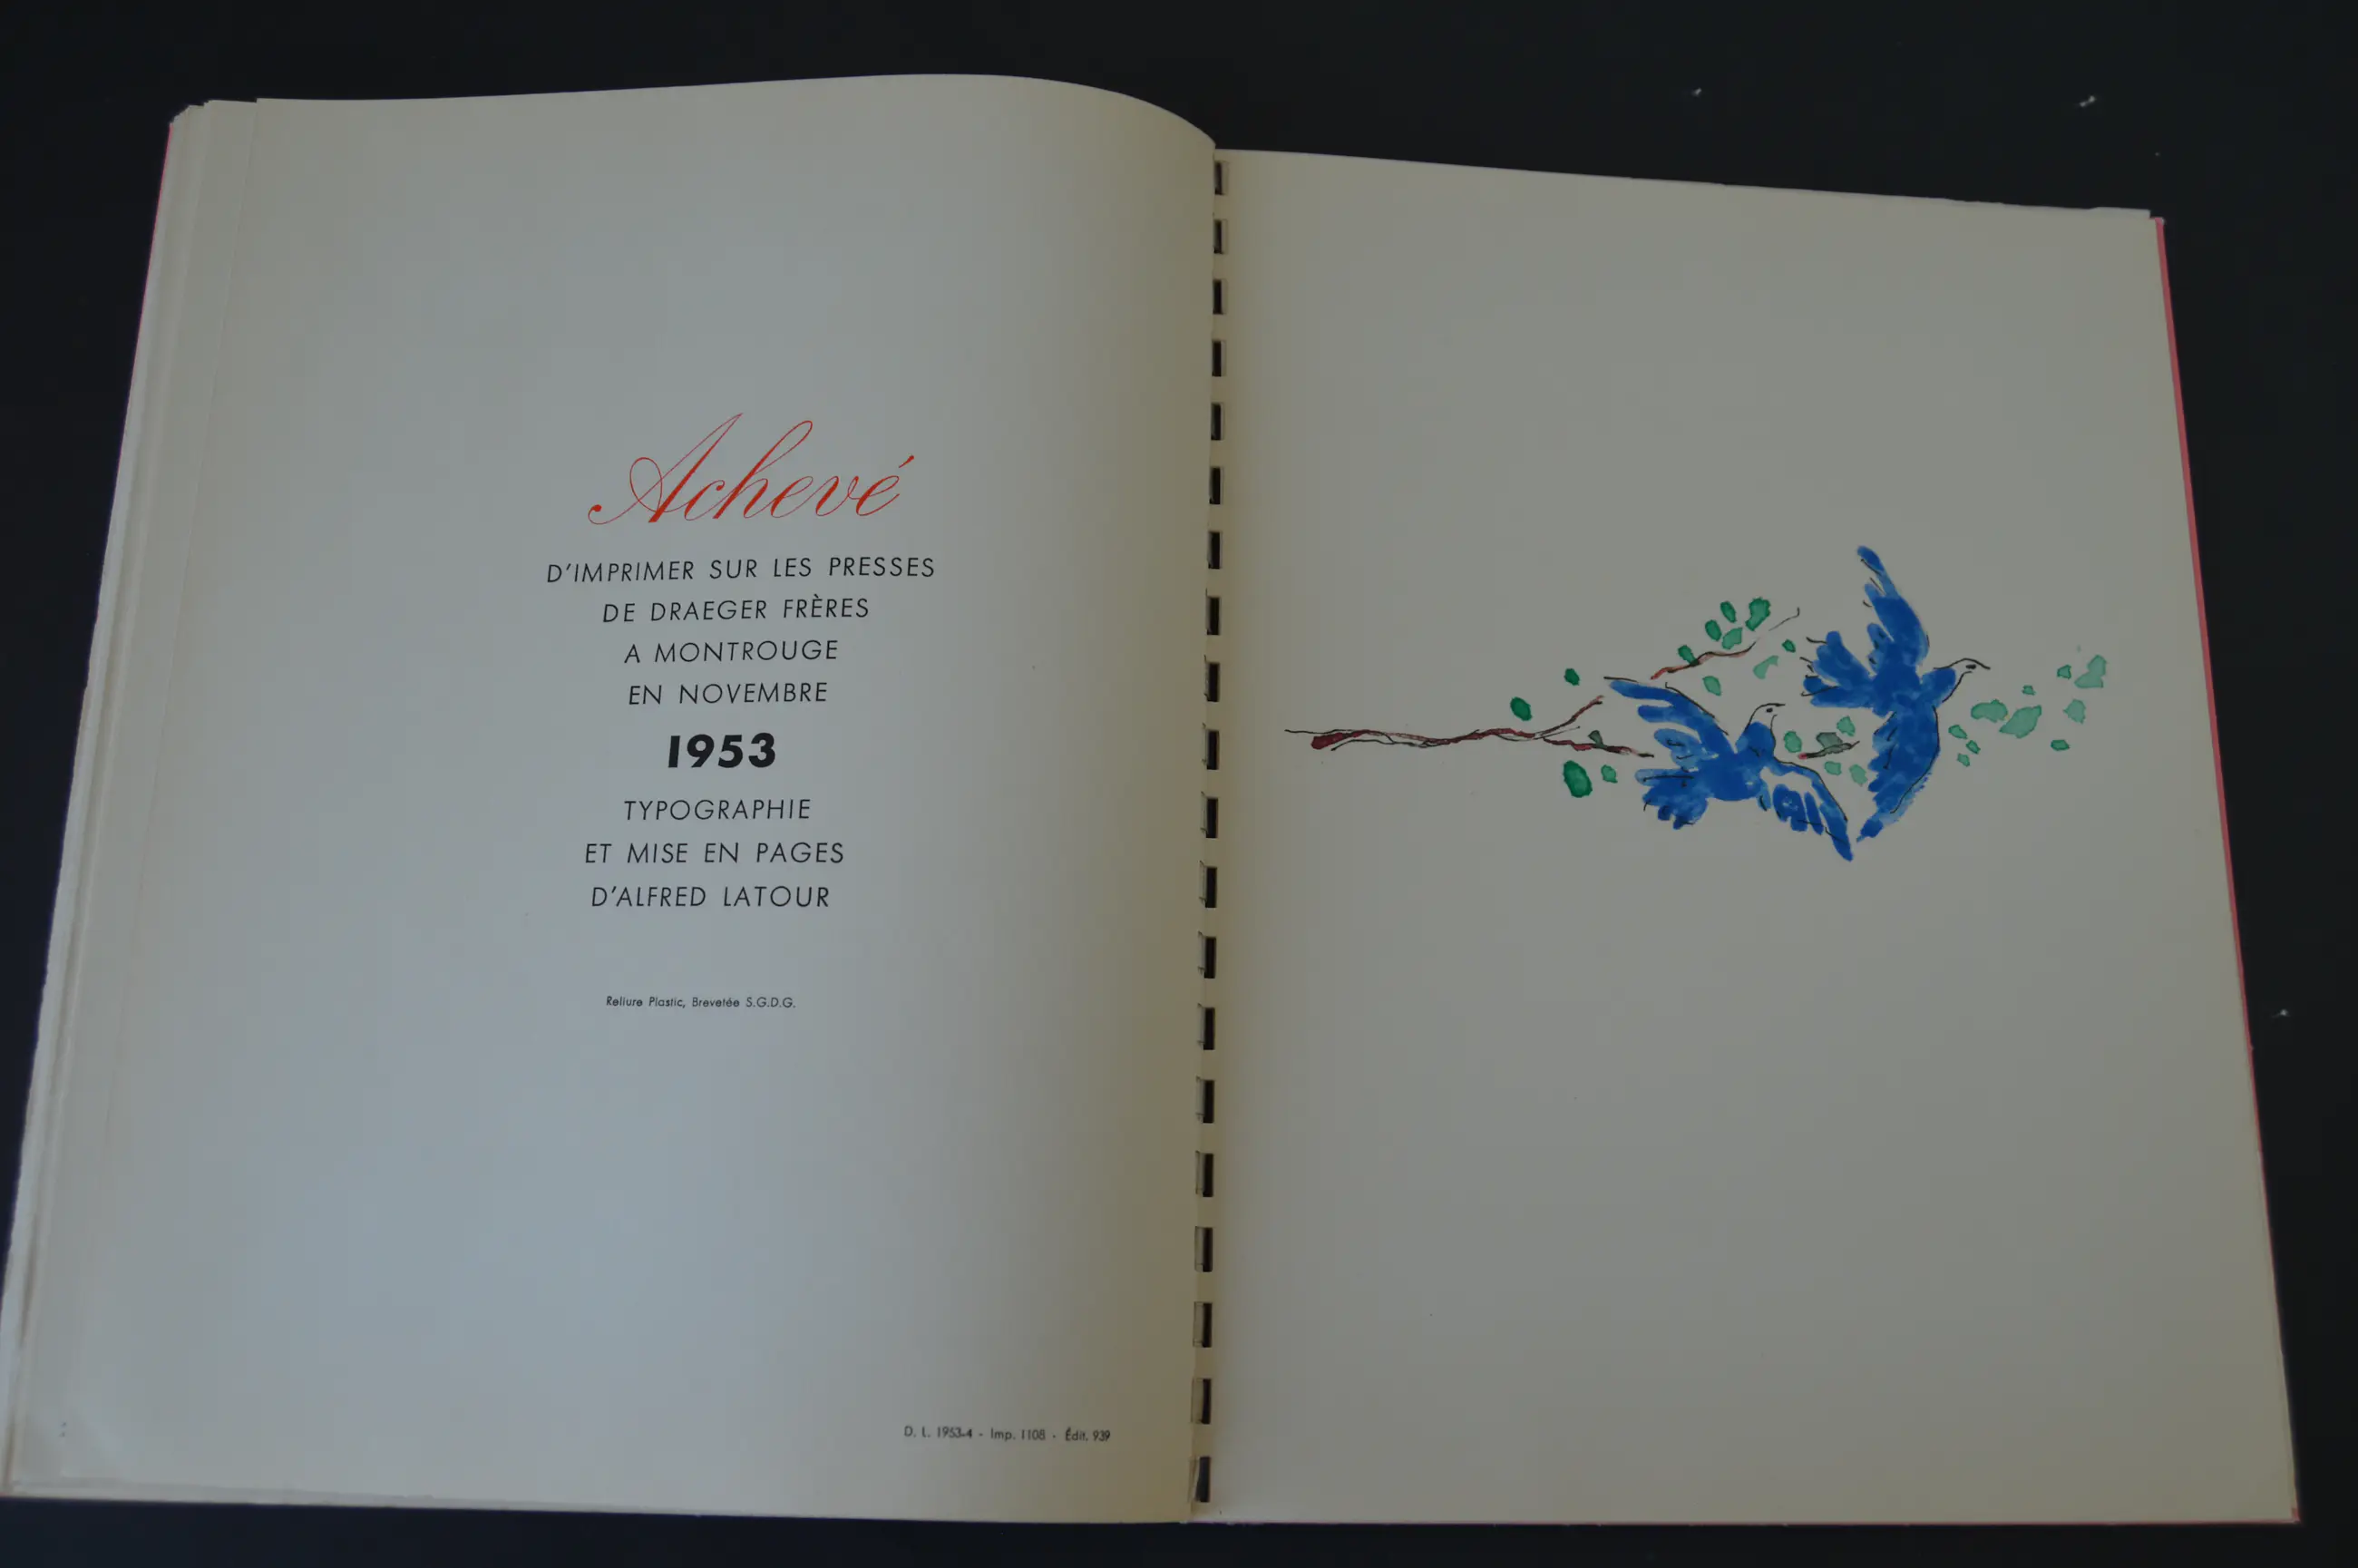 Achevé
D'IMPRIMER SUR LES PRESSES
DE DRAEGER FRÈRES
A MONTROUGE
EN NOVEMBRE
1953
TYPOGRAPHIE
ET MISE EN PAGES
D'ALFRED LATOUR
Reliure Plastic, Brevetée S.G.D.G.
D. L. 1953-4 - Imp. 1108 - Édit. 939